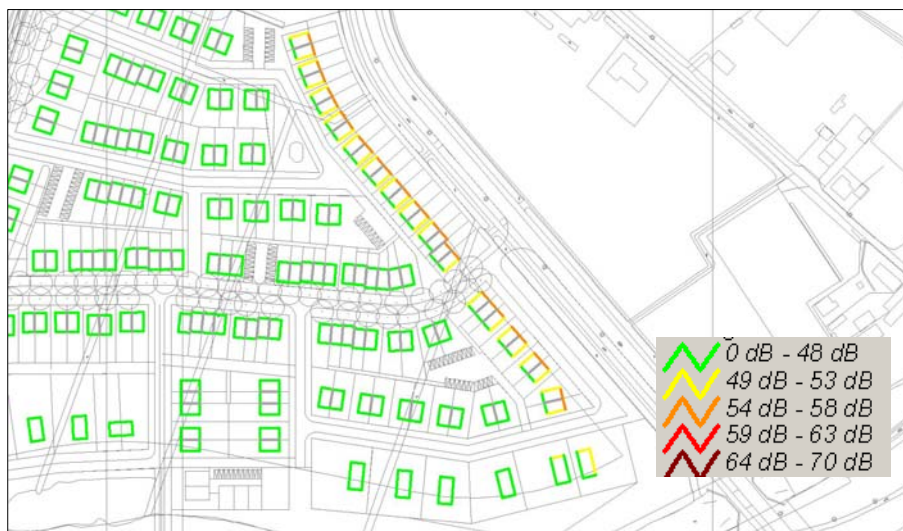 0 dB - 48 dB
49 dB - 53 dB
54 dB - 58 dB
59 dB - 63 dB
64 dB - 70 dB